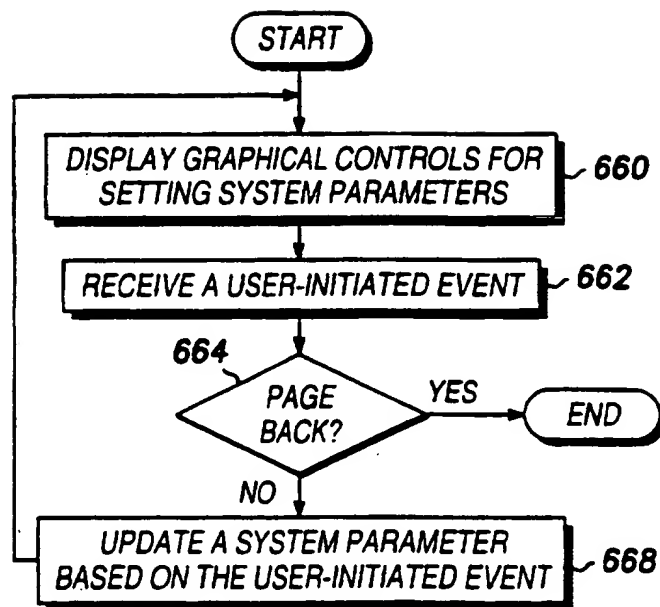 START
DISPLAY GRAPHICAL CONTROLS FOR
SETTING SYSTEM PARAMETERS
660
RECEIVE A USER-INITIATED EVENT
662
664
PAGE
BACK?
YES
END
NO
UPDATE A SYSTEM PARAMETER
BASED ON THE USER-INITIATED EVENT
668